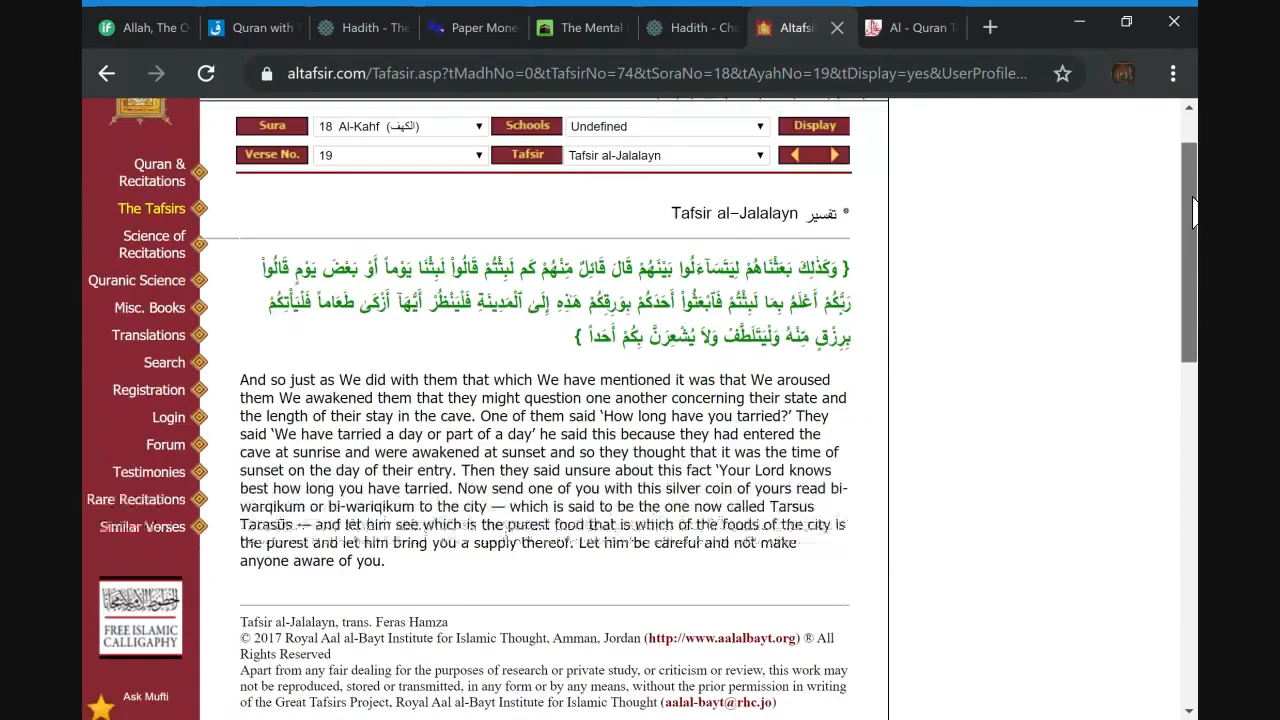 Allah, The O
Quran with T
Hadith - The
Paper Mone
The Mental
Hadith - Che
Altafsi
Al - Quran T
altafsir.com/Tafasir.asp?tMadhNo=0&tTafsirNo=74&tSoraNo=18&tAyahNo=19&tDisplay=yes&UserProfile...
Sura
18 Al-Kahf (الكهف)
Schools
Undefined
Display
Verse No.
19
Tafsir
Tafsir al-Jalalayn
Quran &
Recitations
The Tafsirs
Science of
Recitations
Quranic Science
Misc. Books
Translations
Search
Registration
Login
Forum
Testimonies
Rare Recitations
Similar Verses
الخطوط الإسلامية مجانا
FREE ISLAMIC
CALLIGAPHY
Ask Mufti
* تفسير Tafsir al-Jalalayn
{ وَكَذٰلِكَ بَعَثْنَاهُمْ لِيَتَسَآءَلُوا بَيْنَهُمْ قَالَ قَائِلٌ مِّنْهُمْ كَم لَبِثْتُمْ قَالُواْ لَبِثْنَا يَوْماً أَوْ بَعْضَ يَوْمٍ قَالُواْ
رَبُّكُمْ أَعْلَمُ بِمَا لَبِثْتُمْ فَٱبْعَثُواْ أَحَدَكُمْ بِوَرِقِكُمْ هَذِهِ إِلَىٰ ٱلْمَدِينَةِ فَلْيَنْظُرْ أَيُّهَآ أَزْكَىٰ طَعَاماً فَلْيَأْتِكُمْ
بِرِزْقٍ مِّنْهُ وَلْيَتَلَطَّفْ وَلاَ يُشْعِرَنَّ بِكُمْ أَحَداً }
And so just as We did with them that which We have mentioned it was that We aroused
them We awakened them that they might question one another concerning their state and
the length of their stay in the cave. One of them said ‘How long have you tarried?’ They
said ‘We have tarried a day or part of a day’ he said this because they had entered the
cave at sunrise and were awakened at sunset and so they thought that it was the time of
sunset on the day of their entry. Then they said unsure about this fact ‘Your Lord knows
best how long you have tarried. Now send one of you with this silver coin of yours read bi-
warqikum or bi-wariqikum to the city — which is said to be the one now called Tarsus
Tarasūs — and let him see which is the purest food that is which of the foods of the city is
the purest and let him bring you a supply thereof. Let him be careful and not make
anyone aware of you.
Tafsir al-Jalalayn, trans. Feras Hamza
© 2017 Royal Aal al-Bayt Institute for Islamic Thought, Amman, Jordan (http://www.aalalbayt.org) ® All
Rights Reserved
Apart from any fair dealing for the purposes of research or private study, or criticism or review, this work may
not be reproduced, stored or transmitted, in any form or by any means, without the prior permission in writing
of the Great Tafsirs Project, Royal Aal al-Bayt Institute for Islamic Thought (aalal-bayt@rhc.jo)